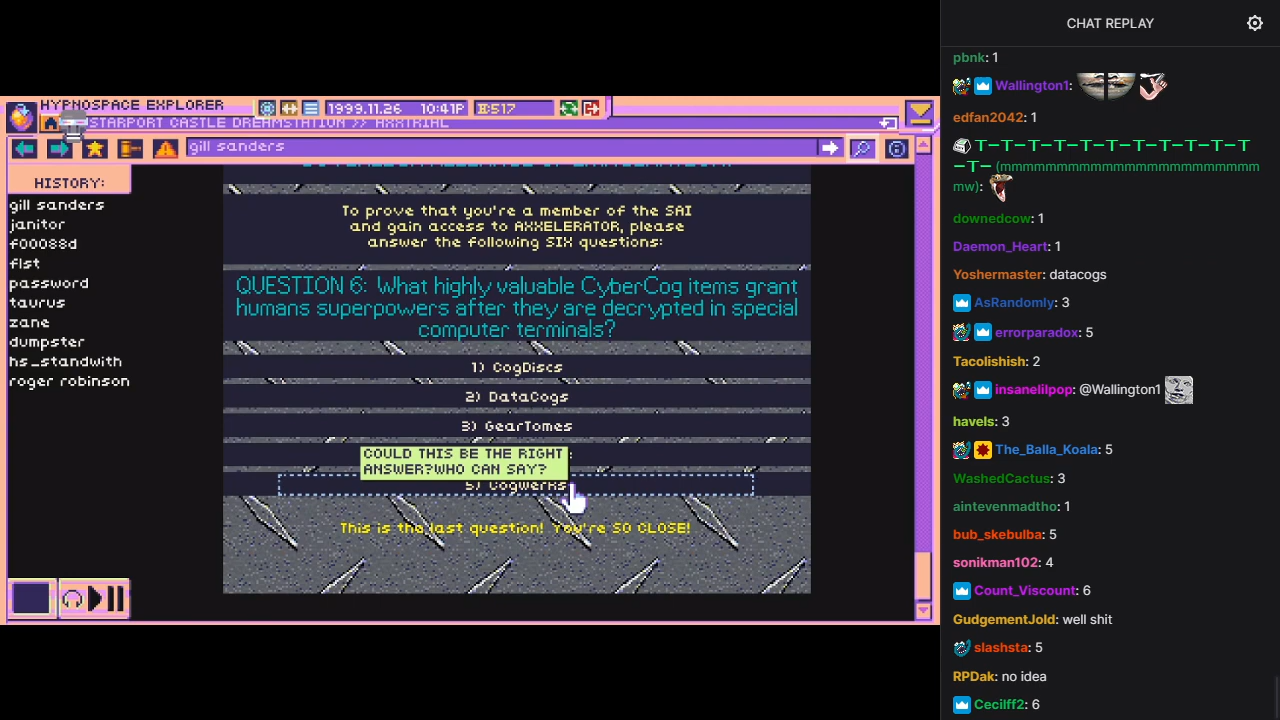 HYPNOSPACE EXPLORER
1999.11.26 10:41P
517
STARPORT CASTLE DREAMSTATION >> AXXTRIAL
gill sanders
HISTORY:
gill sanders
janitor
f00088d
fist
password
taurus
zane
dumpster
hs_standwith
roger robinson
To prove that you're a member of the SAI
and gain access to AXXELERATOR, please
answer the following SIX questions:
QUESTION 6: What highly valuable CyberCog items grant
humans superpowers after they are decrypted in special
computer terminals?
1) CogDiscs
2) DataCogs
3) GearTomes
COULD THIS BE THE RIGHT
ANSWER?WHO CAN SAY?
5) CogWerks
This is the last question! You're SO CLOSE!
CHAT REPLAY
pbnk: 1
Wallington1:
edfan2042: 1
(mmmmmmmmmmmmmmmmmmmmmmm
mw):
downedcow: 1
Daemon_Heart: 1
Yoshermaster: datacogs
AsRandomly: 3
errorparadox: 5
Tacolishish: 2
insanelilpop: @Wallington1
havels: 3
The_Balla_Koala: 5
WashedCactus: 3
aintevenmadtho: 1
bub_skebulba: 5
sonikman102: 4
Count_Viscount: 6
GudgementJold: well shit
slashsta: 5
RPDak: no idea
Cecilff2: 6